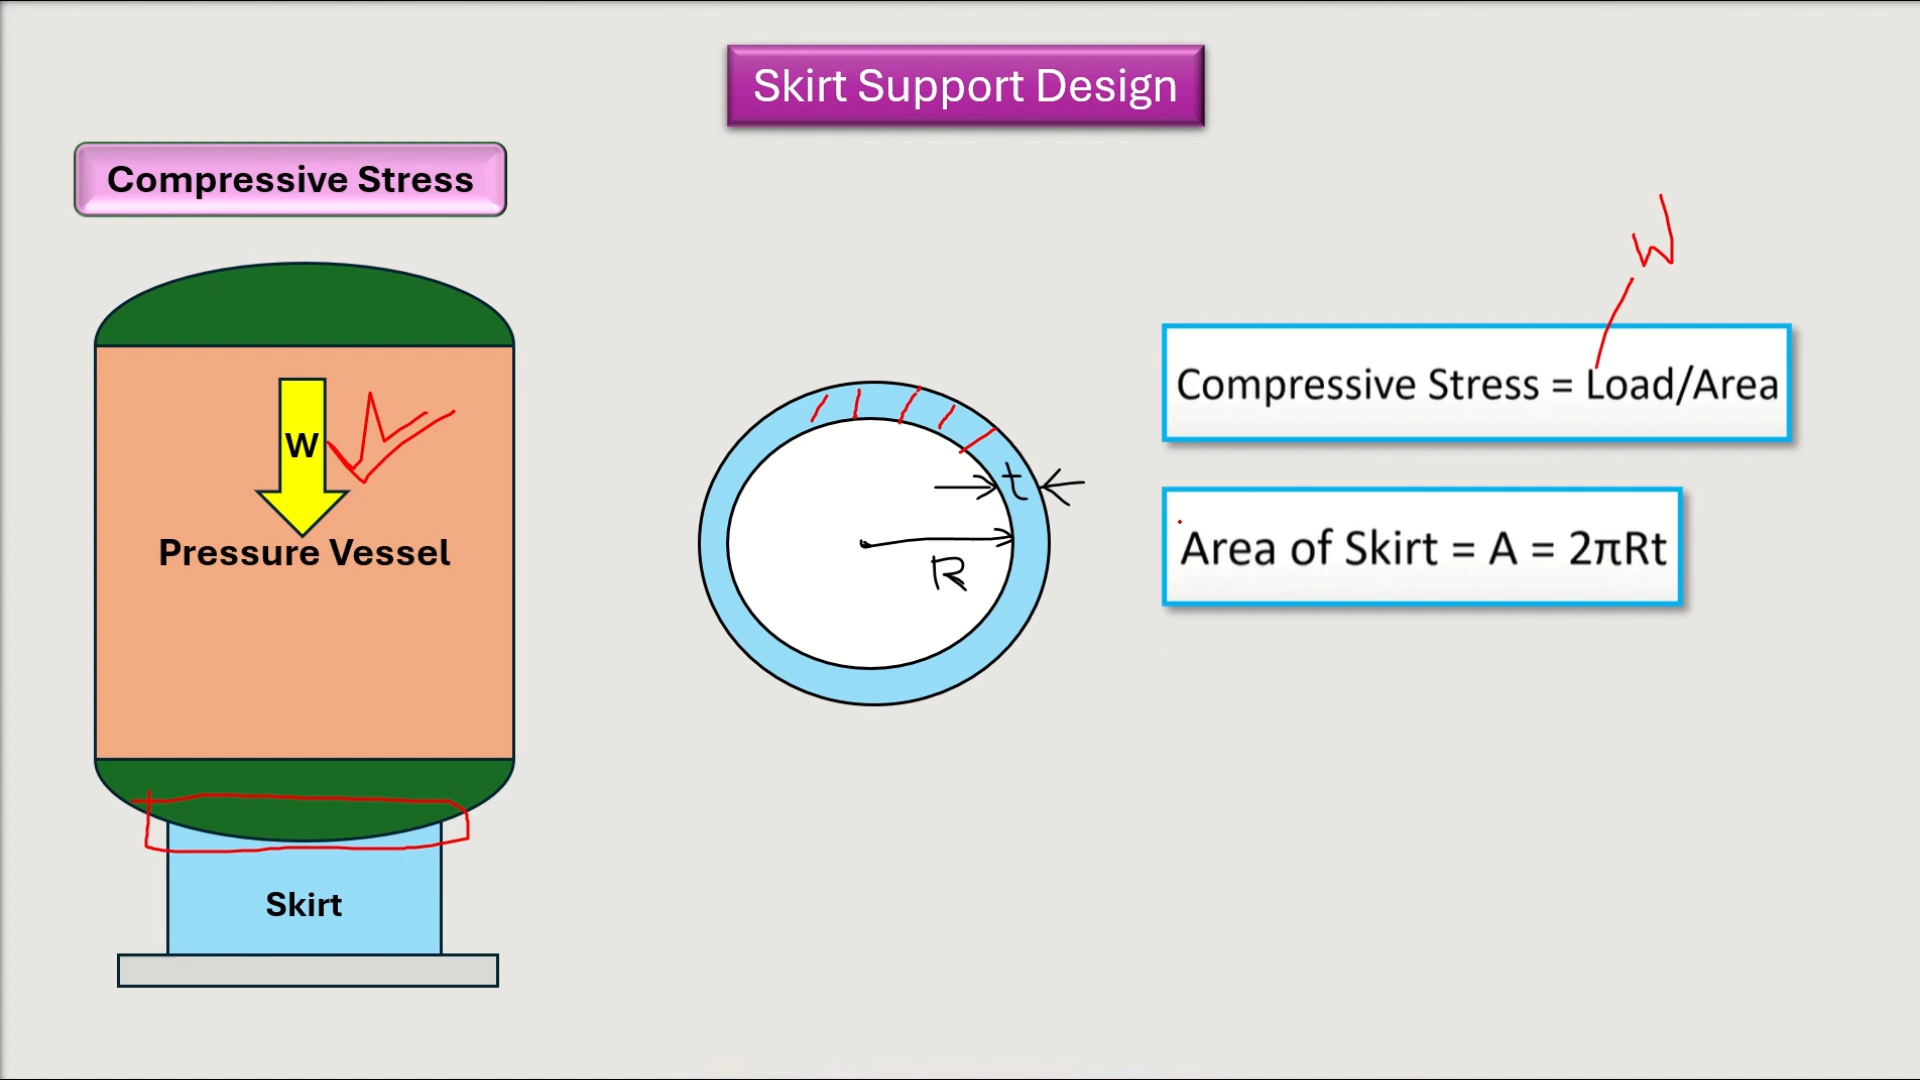 Skirt Support Design
Compressive Stress
W
W
Pressure Vessel
Skirt
t
R
Compressive Stress = Load/Area
Area of Skirt = A = 2πRt